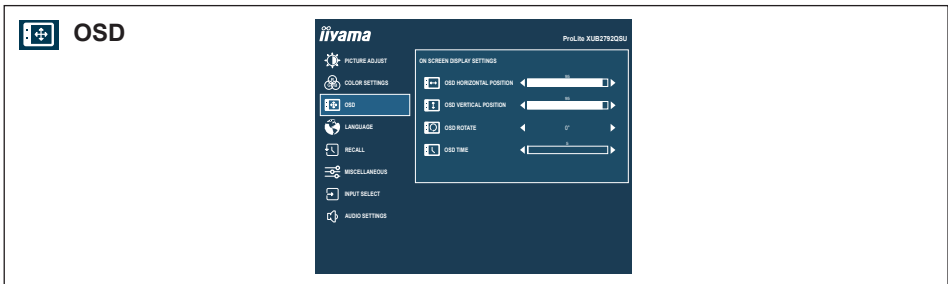 OSD
iiyama
ProLite XUB2792QSU
PICTURE ADJUST
COLOR SETTINGS
OSD
LANGUAGE
RECALL
MISCELLANEOUS
INPUT SELECT
AUDIO SETTINGS
ON SCREEN DISPLAY SETTINGS
OSD HORIZONTAL POSITION
OSD VERTICAL POSITION
OSD ROTATE
0°
OSD TIME